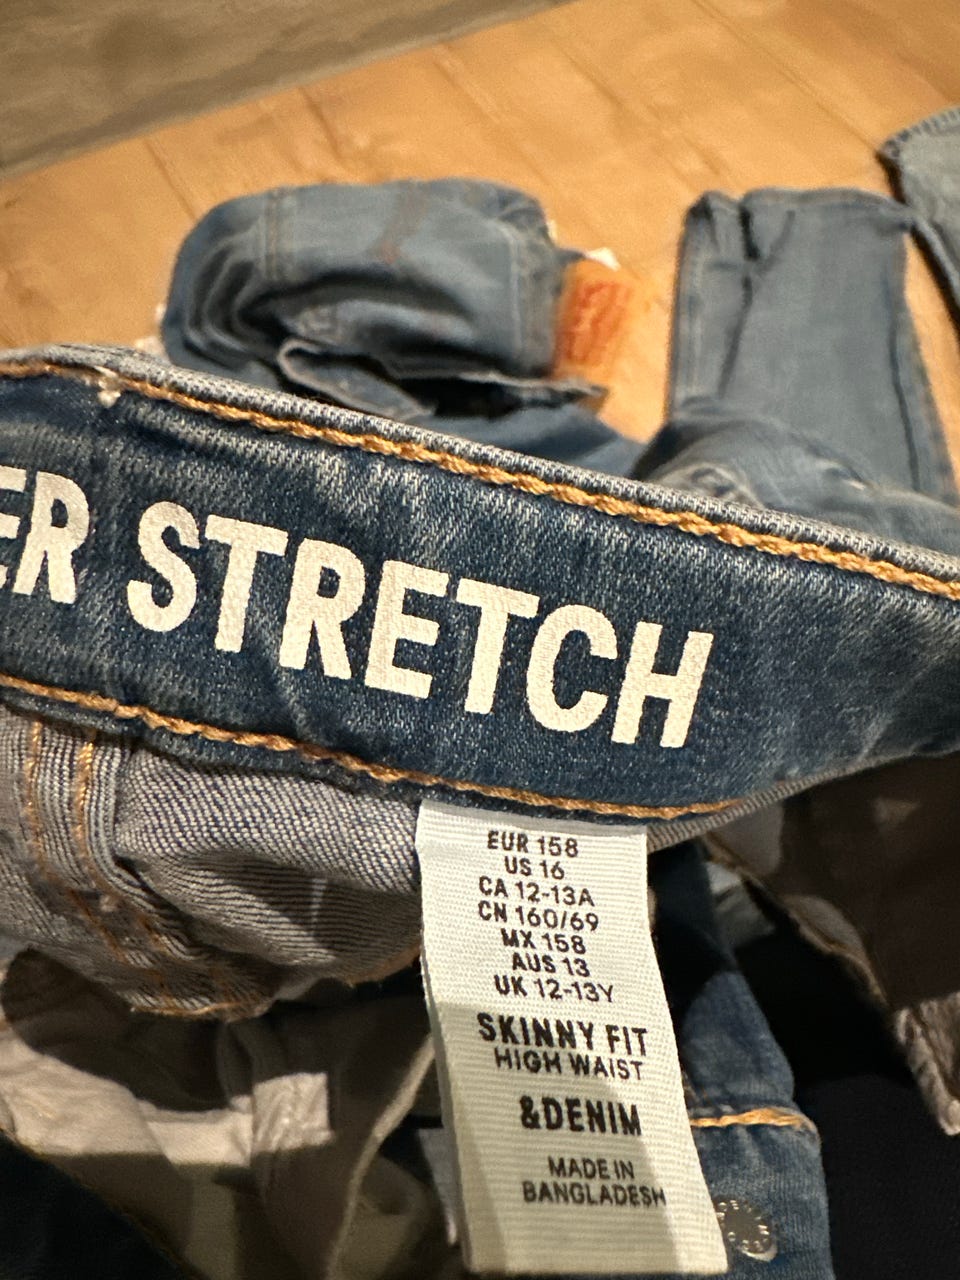 ER STRETCH
EUR 158
US 16
CA 12-13A
CN 160/69
MX 158
AUS 13
UK 12-13Y
SKINNY FIT
HIGH WAIST
&DENIM
MADE IN
BANGLADESH